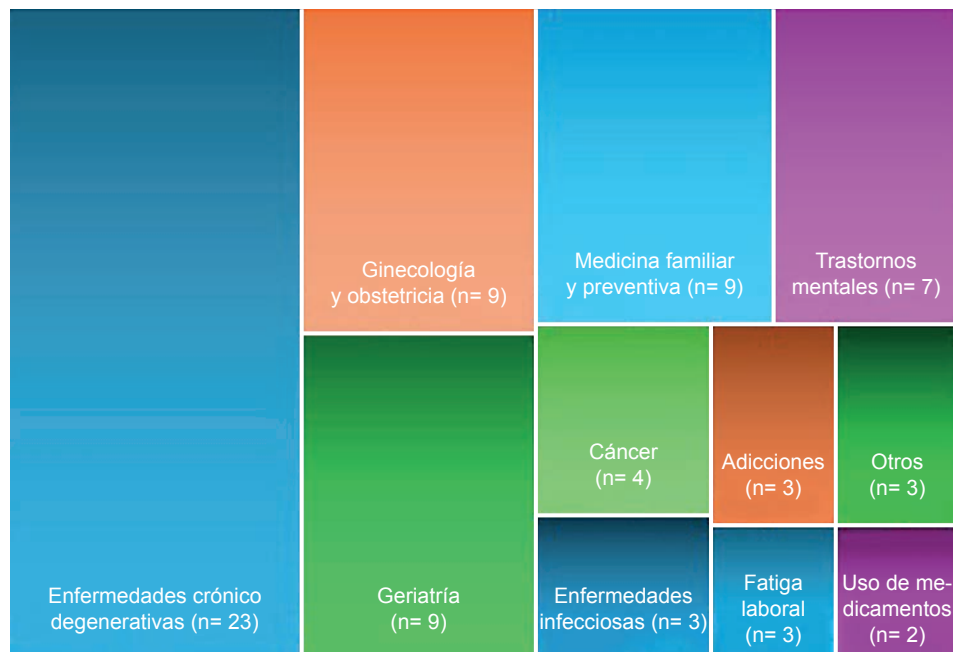 Enfermedades crónico
degenerativas (n= 23)
Ginecología
y obstetricia (n= 9)
Geriatría
(n= 9)
Medicina familiar
y preventiva (n= 9)
Trastornos
mentales (n= 7)
Cáncer
(n= 4)
Adicciones
(n= 3)
Otros
(n= 3)
Enfermedades
infecciosas (n= 3)
Fatiga
laboral
(n= 3)
Uso de me-
dicamentos
(n= 2)